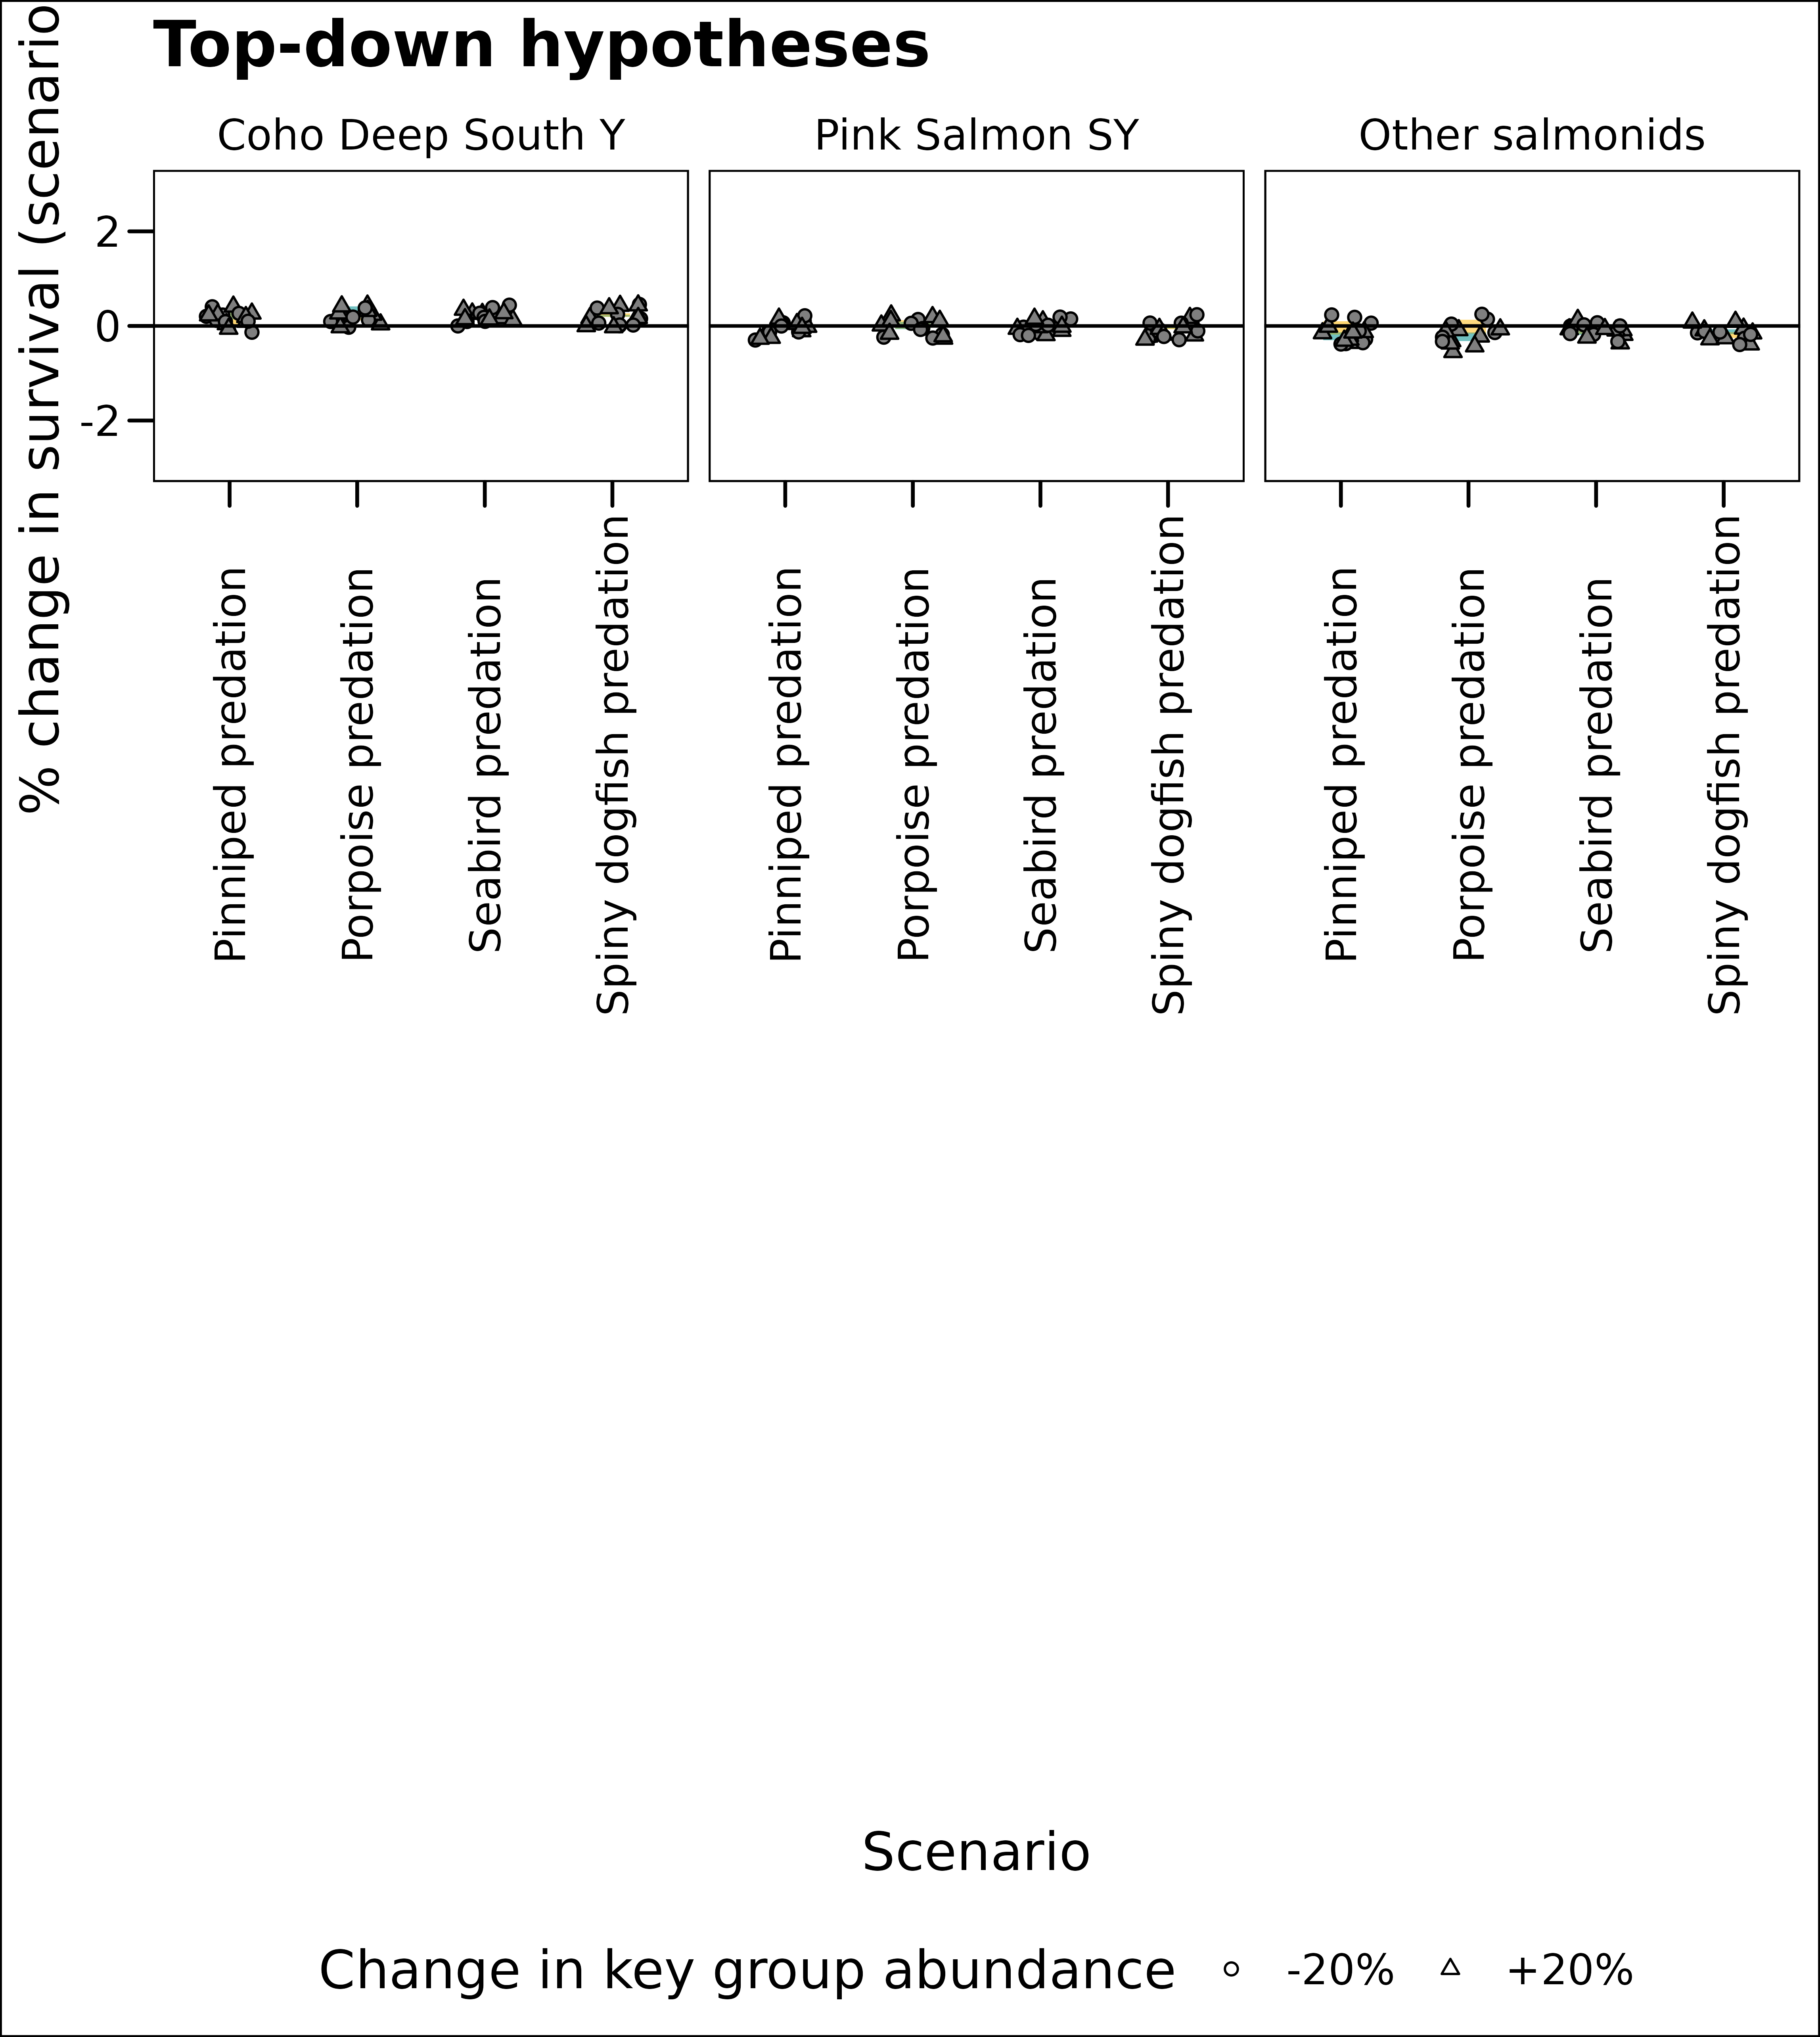 Top-down hypotheses
Coho Deep South Y
Pink Salmon SY
Other salmonids
% change in survival (scenario
2
0
-2
Pinniped predation
Porpoise predation
Seabird predation
Spiny dogfish predation
Pinniped predation
Porpoise predation
Seabird predation
Spiny dogfish predation
Pinniped predation
Porpoise predation
Seabird predation
Spiny dogfish predation
Scenario
Change in key group abundance -20% +20%